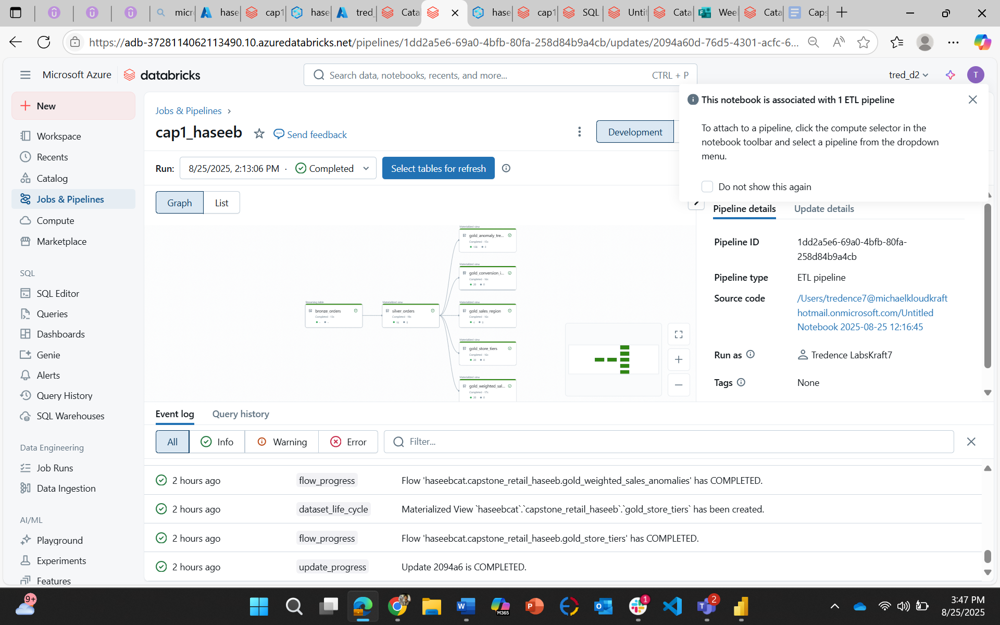 micr
hase
cap1
hase
tred_
Cata
hase
cap1
SQL
Untit
Cata
Weel
Cata
Caps
https://adb-3728114062113490.10.azuredatabricks.net/pipelines/1dd2a5e6-69a0-4bfb-80fa-258d84b9a4cb/updates/2094a60d-76d5-4301-acfc-6...
Microsoft Azure
databricks
Search data, notebooks, recents, and more...
CTRL + P
tred_d2
T
New
Workspace
Recents
Catalog
Jobs & Pipelines
Compute
Marketplace
SQL
SQL Editor
Queries
Dashboards
Genie
Alerts
Query History
SQL Warehouses
Data Engineering
Job Runs
Data Ingestion
AI/ML
Playground
Experiments
Features
Jobs & Pipelines
cap1_haseeb
Send feedback
Development
This notebook is associated with 1 ETL pipeline
To attach to a pipeline, click the compute selector in the
notebook toolbar and select a pipeline from the dropdown
menu.
Do not show this again
Run:
8/25/2025, 2:13:06 PM · Completed
Select tables for refresh
Graph
List
Streaming table
bronze_orders
Completed · 13s
Materialized view
silver_orders
Completed · 19s
Materialized view
gold_anomaly_tre...
Completed · 15s
Materialized view
gold_conversion_i...
Completed · 16s
Materialized view
gold_sales_region
Completed · 16s
Materialized view
gold_store_tiers
Completed · 16s
Materialized view
gold_weighted_sal...
Completed · 17s
Pipeline details
Update details
Pipeline ID
1dd2a5e6-69a0-4bfb-80fa-
258d84b9a4cb
Pipeline type
ETL pipeline
Source code
/Users/tredence7@michaelkloudkraft
hotmail.onmicrosoft.com/Untitled
Notebook 2025-08-25 12:16:45
Run as
Tredence LabsKraft7
Tags
None
Event log
Query history
All
Info
Warning
Error
Filter...
2 hours ago flow_progress Flow 'haseebcat.capstone_retail_haseeb.gold_weighted_sales_anomalies' has COMPLETED.
2 hours ago dataset_life_cycle Materialized View `haseebcat`.`capstone_retail_haseeb`.`gold_store_tiers` has been created.
2 hours ago flow_progress Flow 'haseebcat.capstone_retail_haseeb.gold_store_tiers' has COMPLETED.
2 hours ago update_progress Update 2094a6 is COMPLETED.
9+
M365
1
2
3:47 PM
8/25/2025